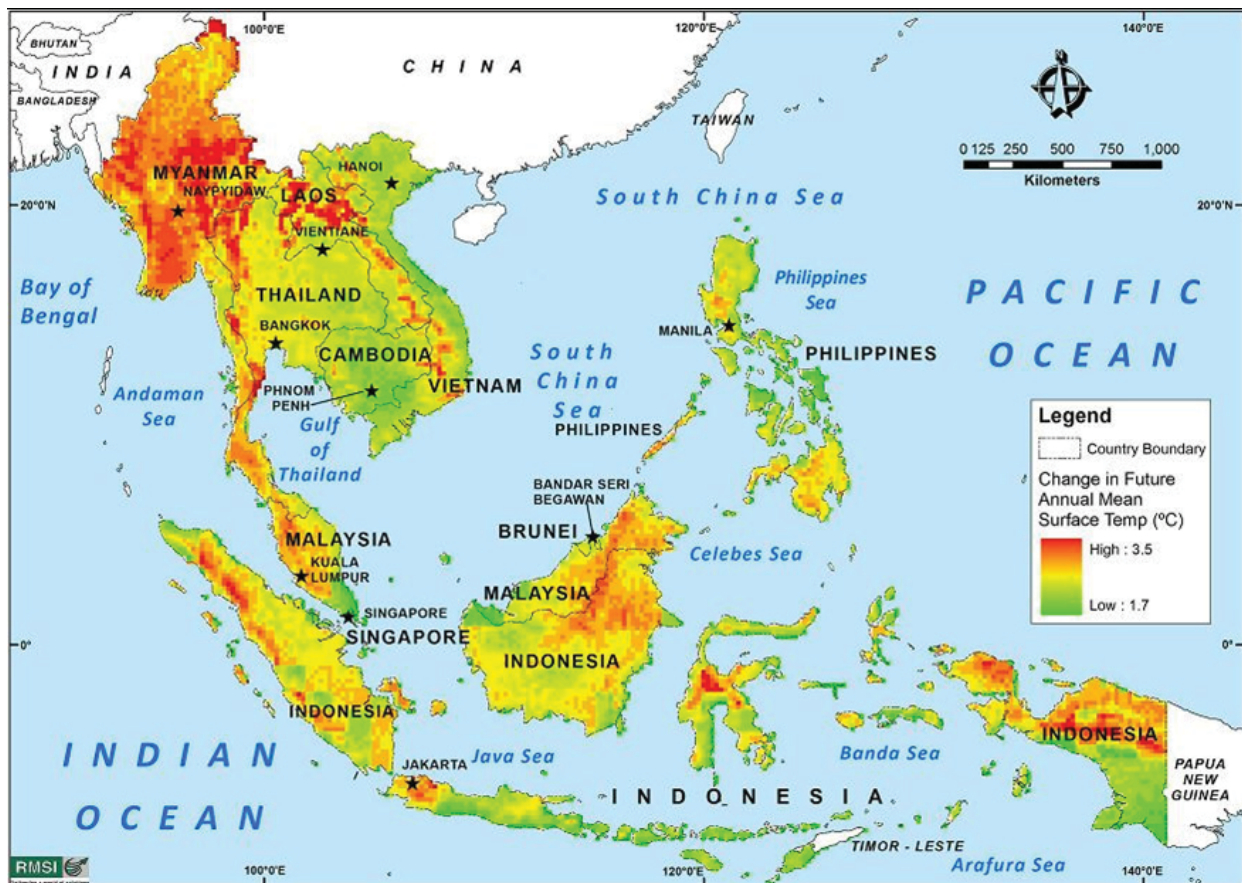 100°0'E
120°0'E
140°0'E
BHUTAN
INDIA
CHINA
BANGLADESH
TAIWAN
0 125 250 500 750 1,000
Kilometers
HANOI
MYANMAR
NAYPYIDAW
LAOS
20°0'N
20°0'N
South China Sea
VIENTIANE
Bay of
Bengal
Philippines
Sea
PACIFIC
OCEAN
THAILAND
BANGKOK
MANILA
CAMBODIA
South
China
Sea
PHILIPPINES
Andaman
Sea
PHNOM
PENH
VIETNAM
Gulf
of
Thailand
PHILIPPINES
Legend
Country Boundary
Change in Future
Annual Mean
Surface Temp (ºC)
High : 3.5
Low : 1.7
BANDAR SERI
BEGAWAN
BRUNEI
MALAYSIA
Celebes Sea
KUALA
LUMPUR
MALAYSIA
SINGAPORE
SINGAPORE
0°
0°
INDONESIA
INDONESIA
INDONESIA
INDIAN
OCEAN
Java Sea
Banda Sea
JAKARTA
PAPUA
NEW
GUINEA
INDONESIA
TIMOR - LESTE
Arafura Sea
RMSI
100°0'E
120°0'E
140°0'E